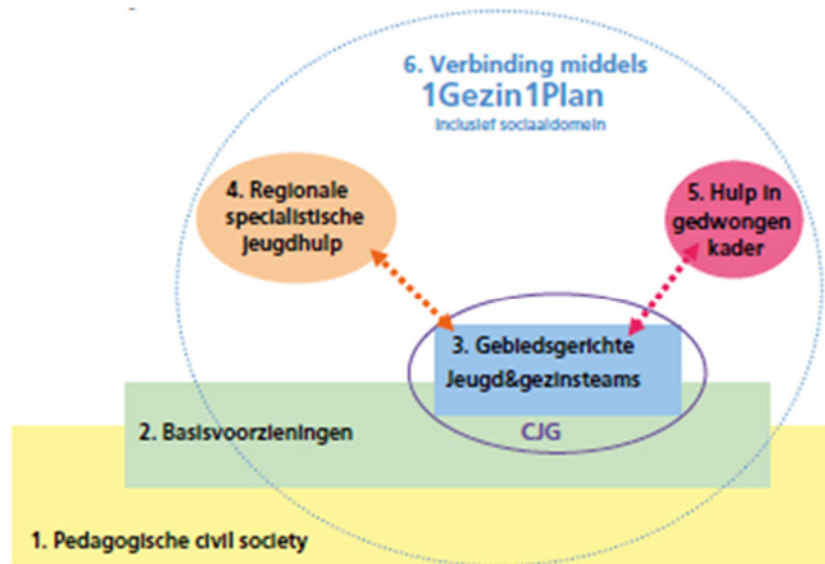 6. Verbinding middels
1Gezin1Plan
inclusief sociaaldomein
4. Regionale
specialistische
jeugdhulp
5. Hulp in
gedwongen
kader
3. Gebiedsgerichte
Jeugd&gezinsteams
2. Basisvoorzieningen
CJG
1. Pedagogische civil society